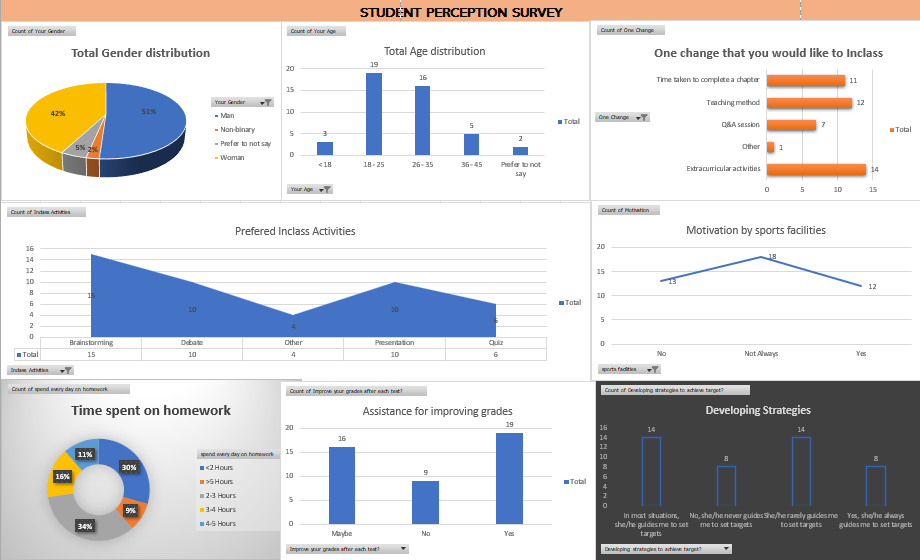 STUDENT PERCEPTION SURVEY
Count of Your Gender
Total Gender distribution
51%
2%
5%
42%
Your Gender
Man
Non-binary
Prefer to not say
Woman
Count of Your Age
Total Age distribution
20
15
10
5
0
3
19
16
5
2
<18
18-25
26-35
36-45
Prefer to not
say
Total
Your Age
Count of One Change
One change that you would like to Inclass
One Change
Time taken to complete a chapter
11
Teaching method
12
Q&A session
7
Other
1
Extracurricular activities
14
0
5
10
15
Total
Count of Inclass Activities
Prefered Inclass Activities
16
14
12
10
8
6
4
2
0
15
10
4
10
6
Brainstorming
Debate
Other
Presentation
Quiz
Total
15
10
4
10
6
Total
Inclass Activities
Count of Motivation
Motivation by sports facilities
20
15
10
5
0
13
18
12
No
Not Always
Yes
sports facilities
Count of spend every day on homework
Time spent on homework
30%
9%
34%
16%
11%
spend every day on homework
<2 Hours
>5 Hours
2-3 Hours
3-4 Hours
4-5 Hours
Count of Improve your grades after each test?
Assistance for improving grades
20
15
10
5
0
16
9
19
Maybe
No
Yes
Total
Improve your grades after each test?
Count of Developing strategies to achieve target?
Developing Strategies
16
14
12
10
8
6
4
2
0
14
8
14
8
In most situations,
she/he guides me to set
targets
No, she/he never guides
me to set targets
She/he rarely guides me
to set targets
Yes, she/he always
guides me to set targets
Developing strategies to achieve target?